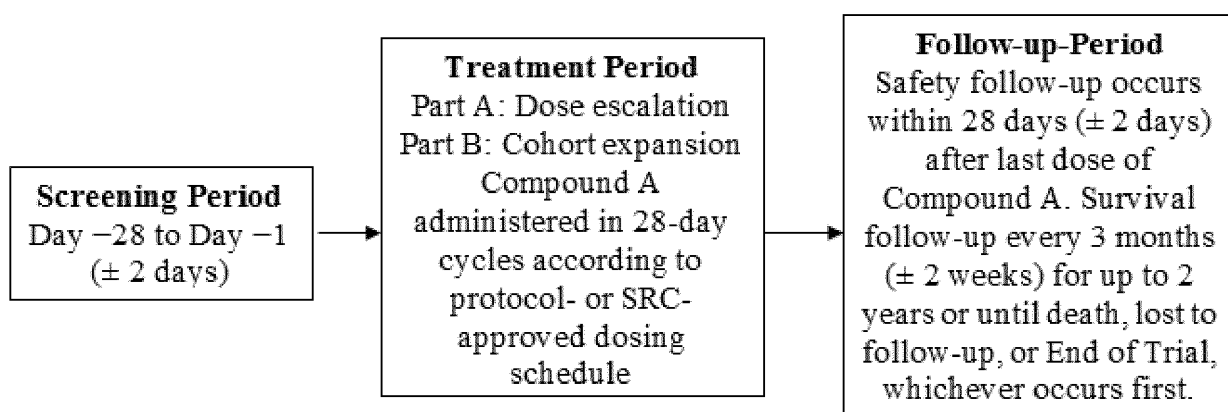 Screening Period
Day −28 to Day −1
(± 2 days)
Treatment Period
Part A: Dose escalation
Part B: Cohort expansion
Compound A
administered in 28-day
cycles according to
protocol- or SRC-
approved dosing
schedule
Follow-up-Period
Safety follow-up occurs
within 28 days (± 2 days)
after last dose of
Compound A. Survival
follow-up every 3 months
(± 2 weeks) for up to 2
years or until death, lost to
follow-up, or End of Trial,
whichever occurs first.